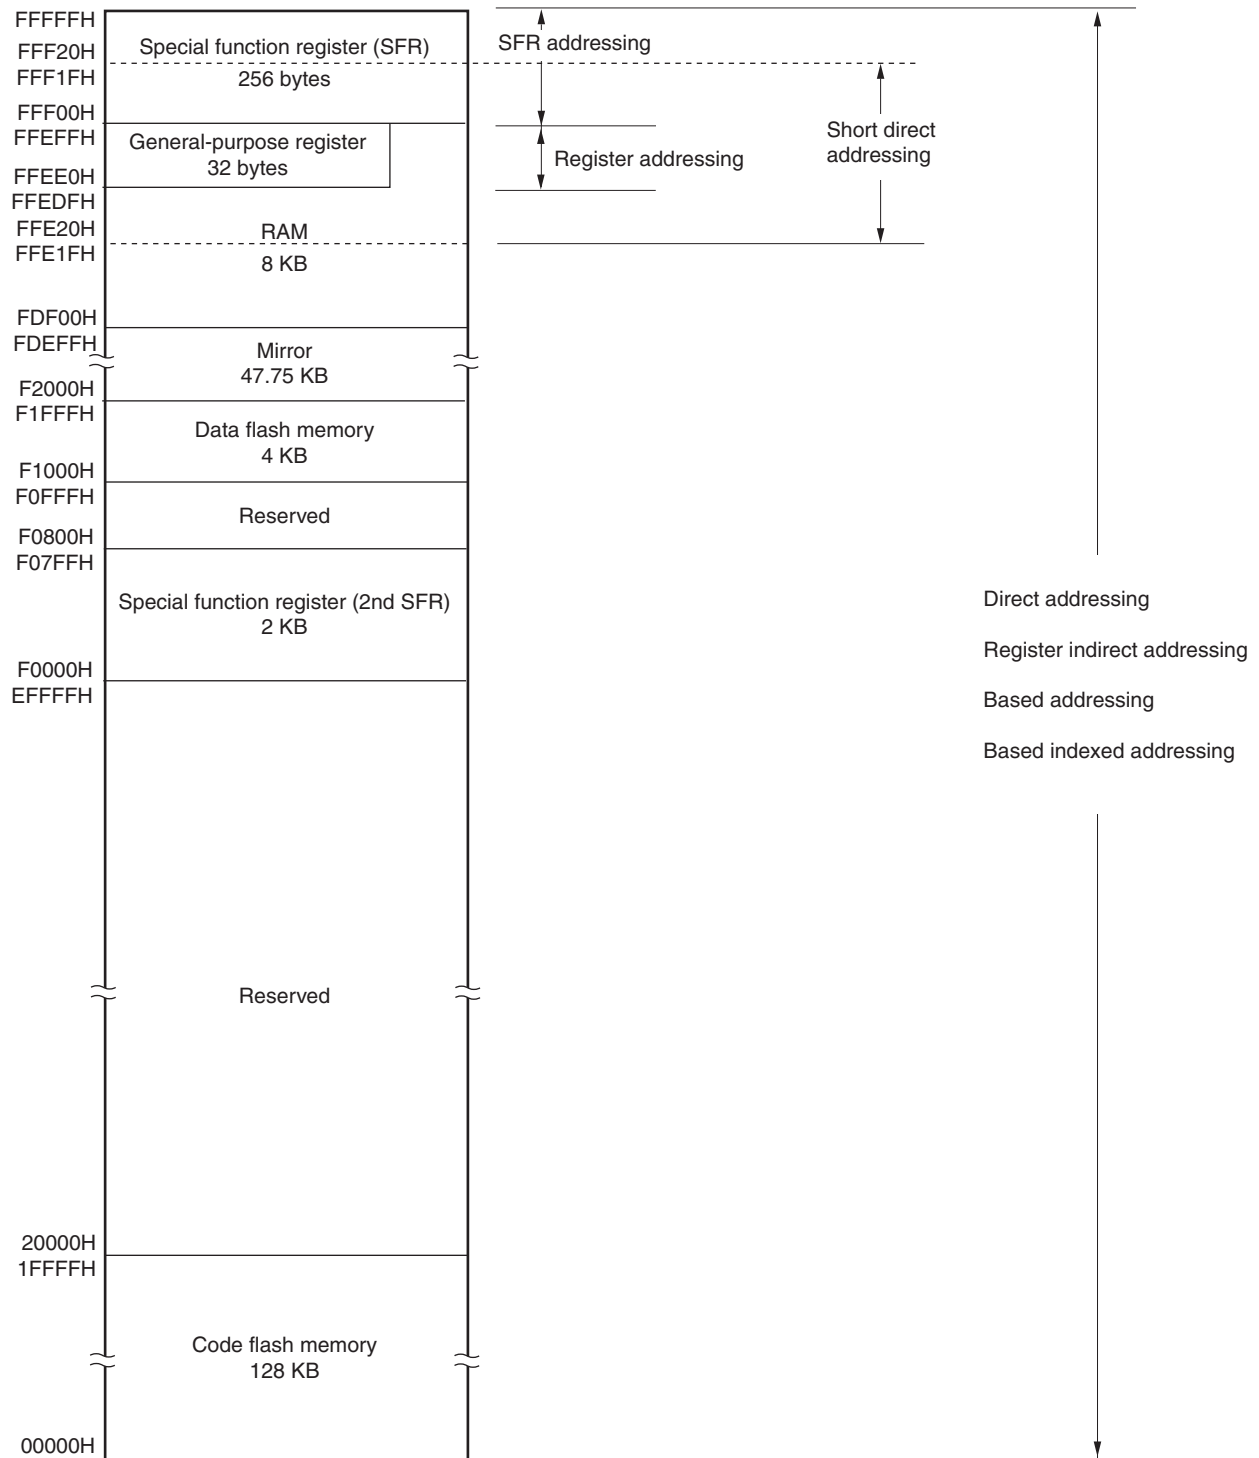 FFFFFH
FFF20H
FFF1FH
FFF00H
FFEFFH
FFEE0H
FFEDFH
FFE20H
FFE1FH
FDF00H
FDEFFH
F2000H
F1FFFH
F1000H
F0FFFH
F0800H
F07FFH
F0000H
EFFFFH
20000H
1FFFFH
00000H
Special function register (SFR)
256 bytes
General-purpose register
32 bytes
RAM
8 KB
Mirror
47.75 KB
Data flash memory
4 KB
Reserved
Special function register (2nd SFR)
2 KB
Reserved
Code flash memory
128 KB
SFR addressing
Register addressing
Short direct
addressing
Direct addressing
Register indirect addressing
Based addressing
Based indexed addressing